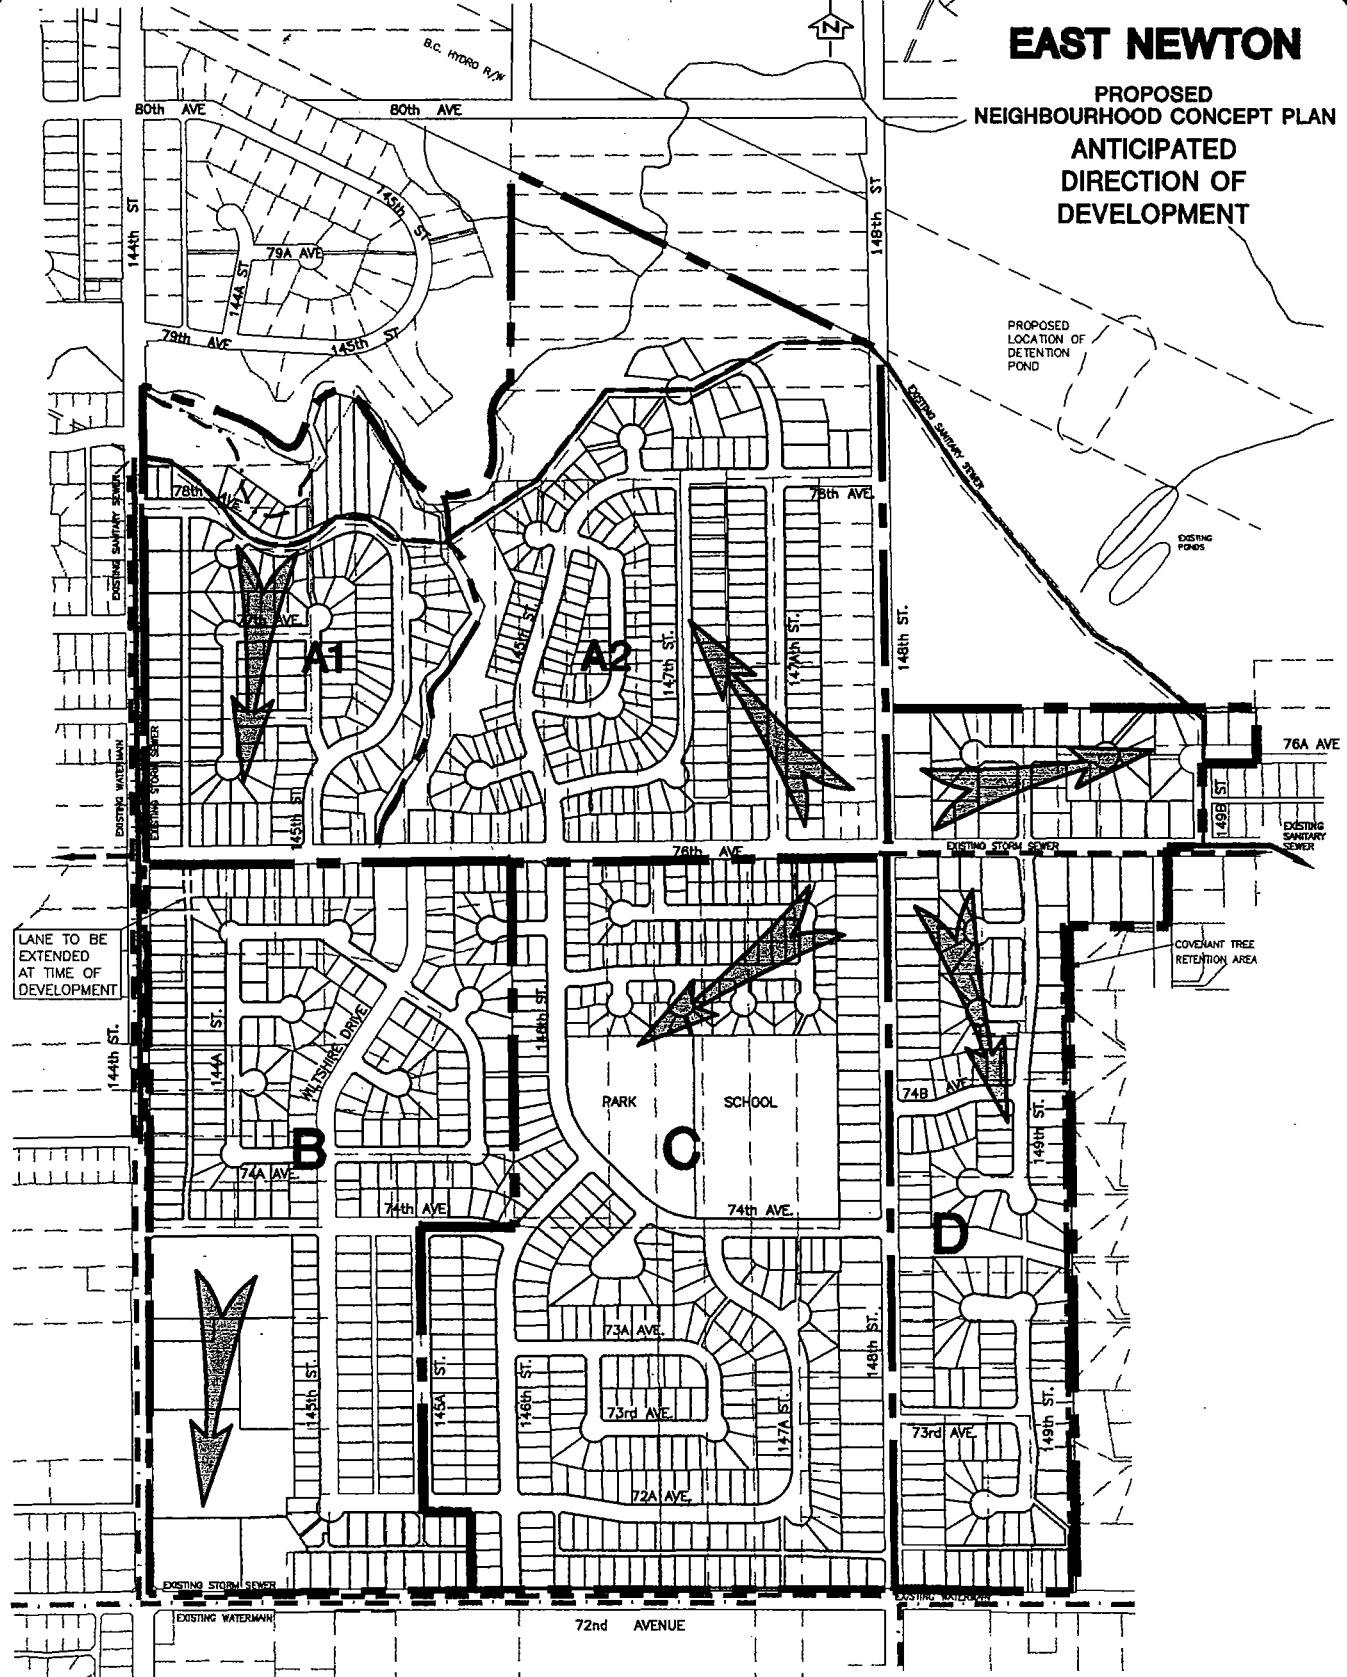 EAST NEWTON
PROPOSED
NEIGHBOURHOOD CONCEPT PLAN
ANTICIPATED
DIRECTION OF
DEVELOPMENT
N
B.C. HYDRO R/W
80th AVE
80th AVE
144th ST
145th ST
148th ST
79A AVE
144A ST
79th AVE
145th ST
PROPOSED
LOCATION OF
DETENTION
POND
EXISTING SANITARY SEWER
EXISTING
PONDS
78th AVE
78th AVE.
EXISTING SANITARY SEWER
77th AVE.
A1
145th ST.
A2
147th ST.
147Ath ST.
148th ST.
76A AVE
EXISTING WATERMAIN
EXISTING STORM SEWER
145th ST
149B ST
EXISTING
SANITARY
SEWER
76th AVE
EXISTING STORM SEWER
LANE TO BE
EXTENDED
AT TIME OF
DEVELOPMENT
COVENANT TREE
RETENTION AREA
144th ST.
144A ST.
WILTSHIRE DRIVE
146th ST.
PARK
SCHOOL
74B AVE
149th ST.
B
C
74A AVE
74th AVE.
74th AVE.
D
73A AVE.
148th ST.
145th ST.
145A ST.
146th ST.
73rd AVE.
147A ST.
73rd AVE.
149th ST.
72A AVE.
EXISTING STORM SEWER
EXISTING WATERMAIN
EXISTING WATERMAIN
72nd AVENUE